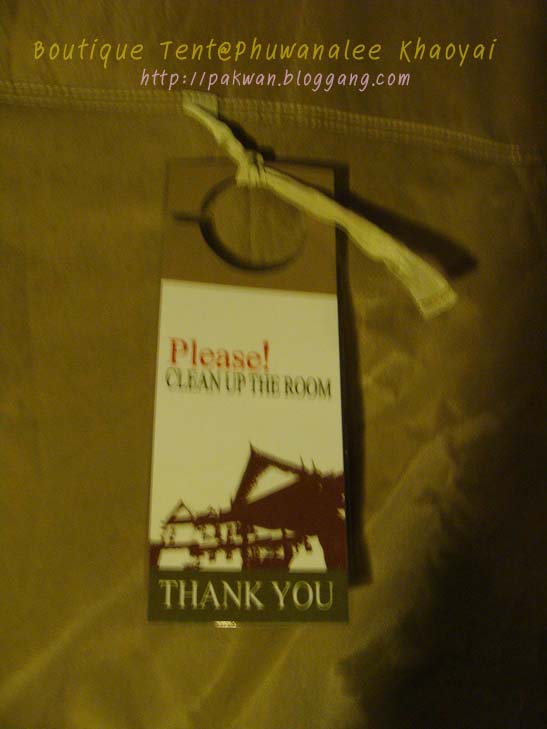 Boutique Tent@Phuwanalee Khaoyai
http://pakwan.bloggang.com
Please!
CLEAN UP THE ROOM
THANK YOU